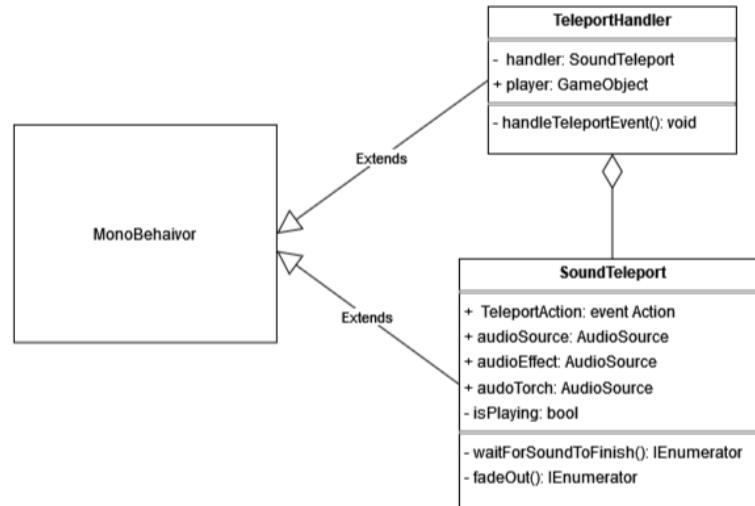 TeleportHandler
- handler: SoundTeleport
+ player: GameObject
- handleTeleportEvent(): void
Extends
MonoBehaivor
Extends
SoundTeleport
+ TeleportAction: event Action
+ audioSource: AudioSource
+ audioEffect: AudioSource
+ audoTorch: AudioSource
- isPlaying: bool
- waitForSoundToFinish(): IEnumerator
- fadeOut(): IEnumerator